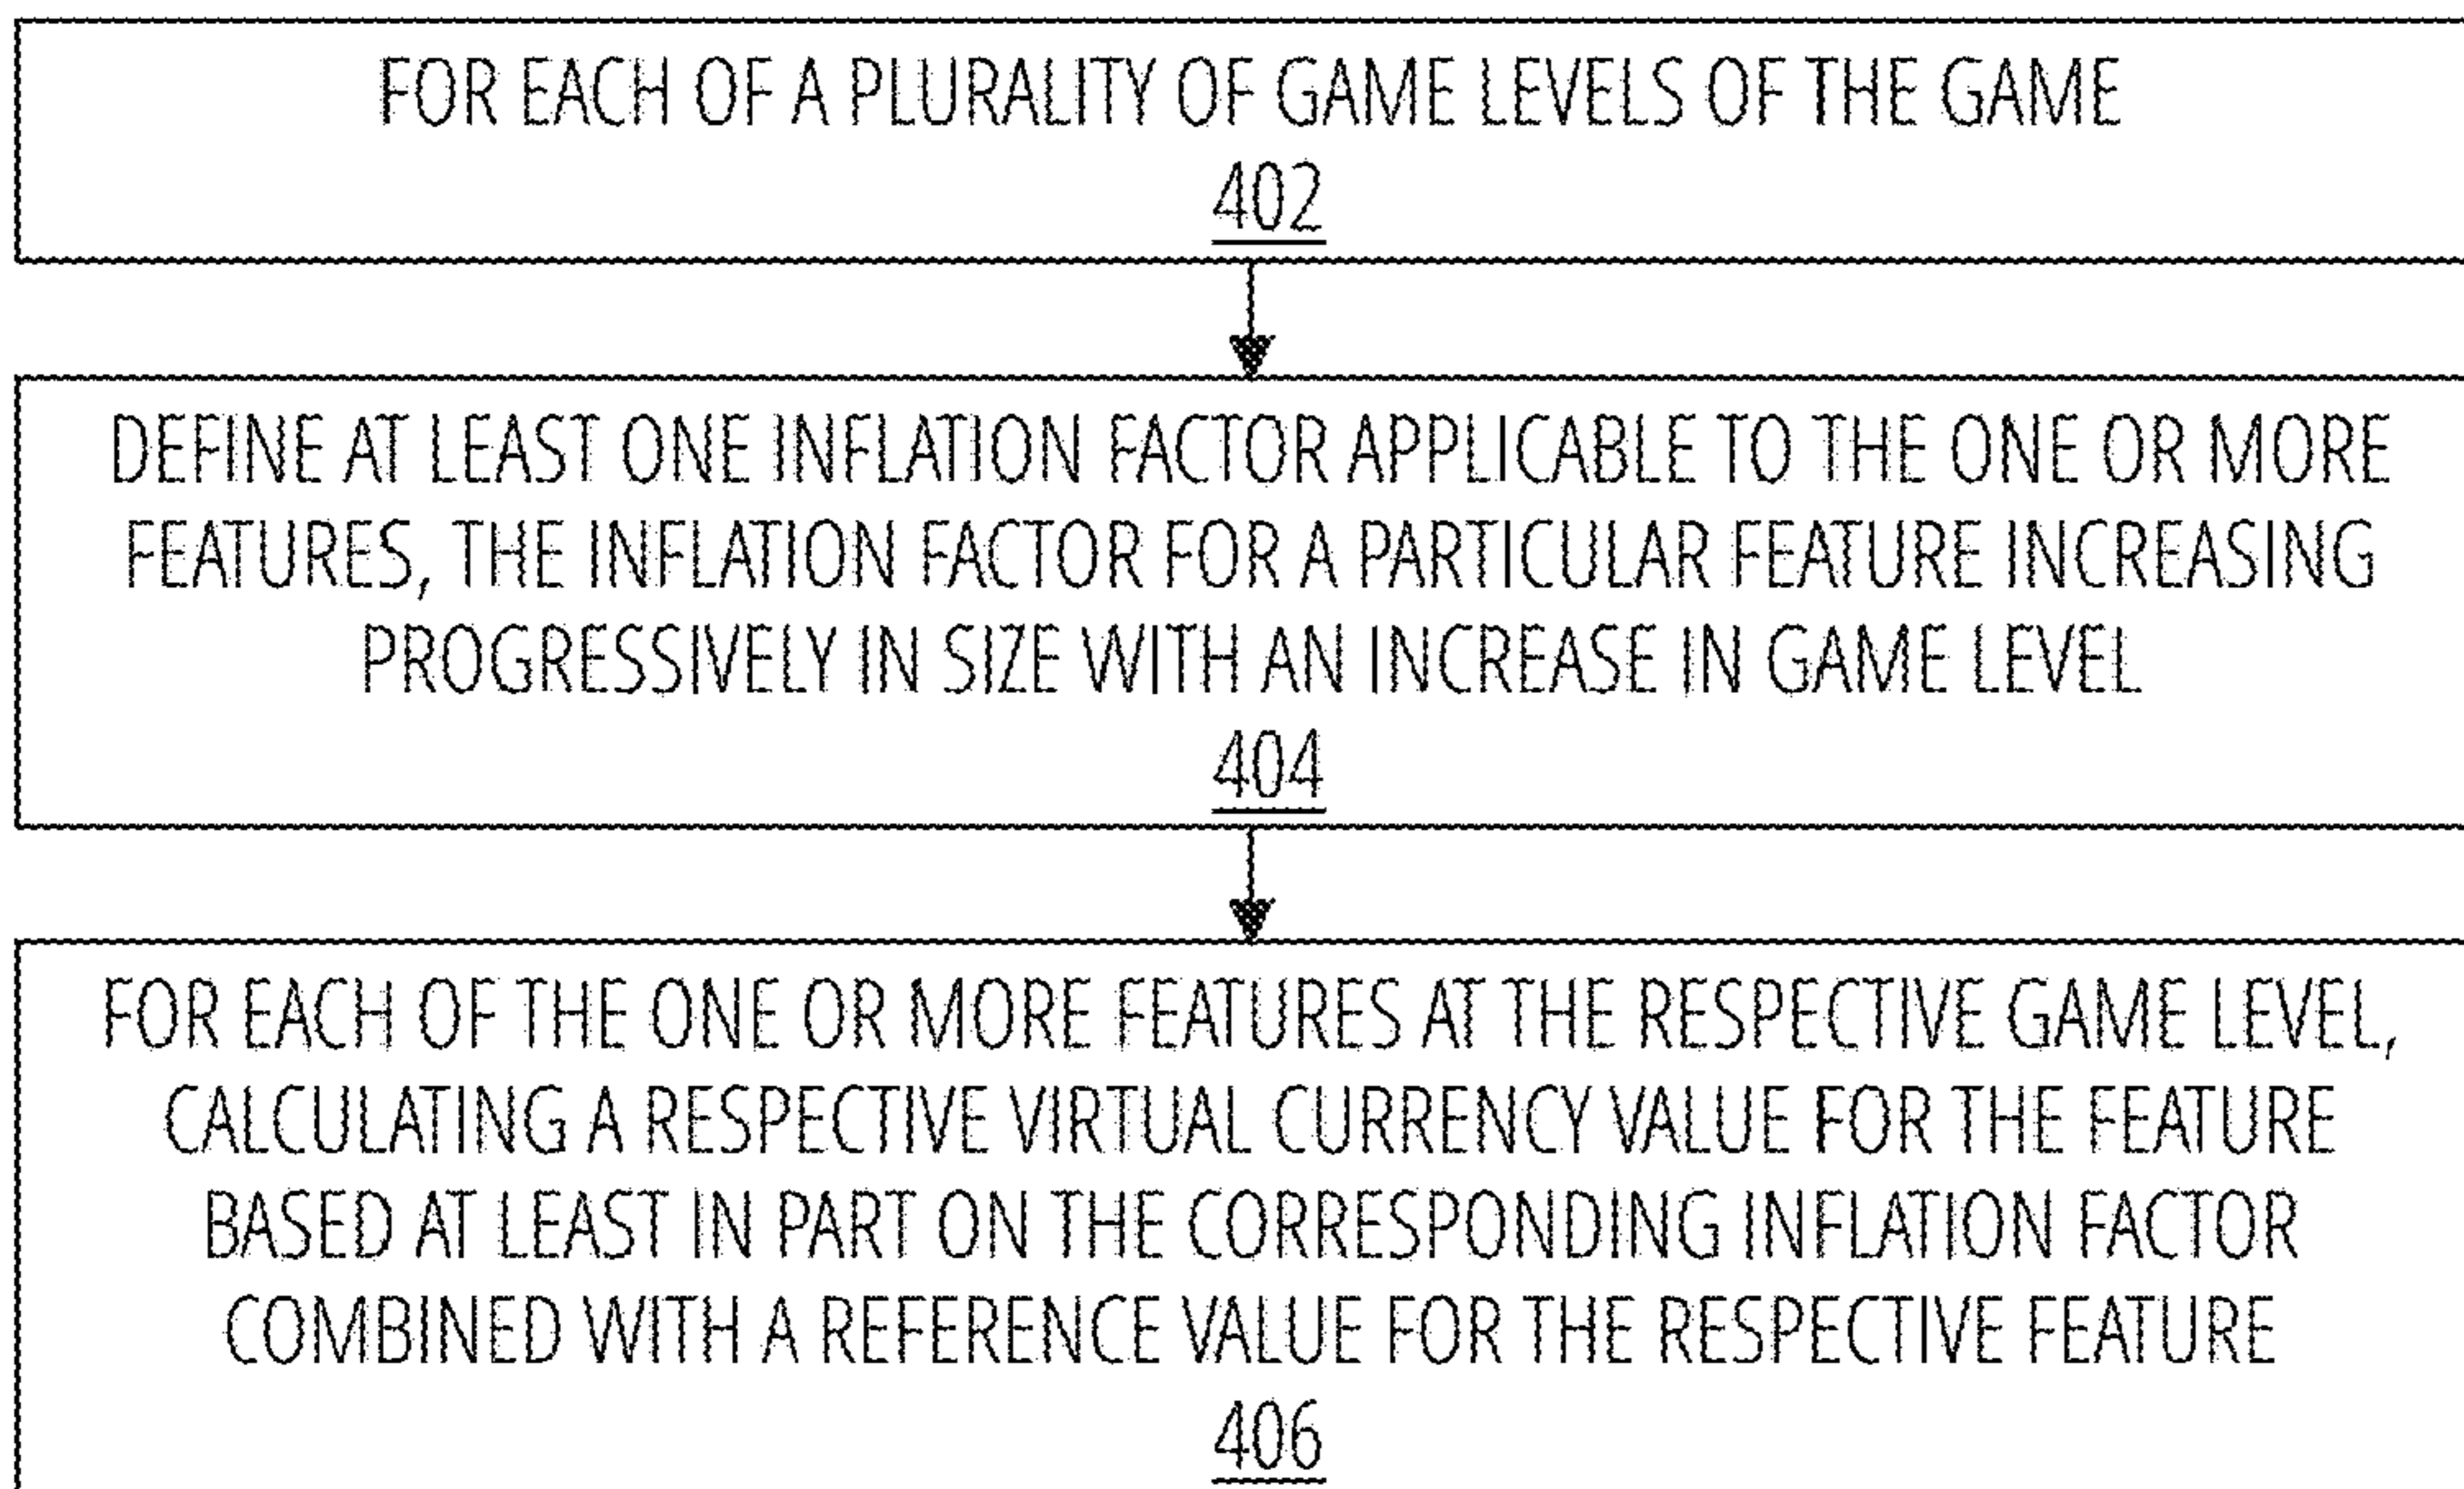 FOR EACH OF A PLURALITY OF GAME LEVELS OF THE GAME
402
DEFINE AT LEAST ONE INFLATION FACTOR APPLICABLE TO THE ONE OR MORE
FEATURES, THE INFLATION FACTOR FOR A PARTICULAR FEATURE INCREASING
PROGRESSIVELY IN SIZE WITH AN INCREASE IN GAME LEVEL
404
FOR EACH OF THE ONE OR MORE FEATURES AT THE RESPECTIVE GAME LEVEL,
CALCULATING A RESPECTIVE VIRTUAL CURRENCY VALUE FOR THE FEATURE
BASED AT LEAST IN PART ON THE CORRESPONDING INFLATION FACTOR
COMBINED WITH A REFERENCE VALUE FOR THE RESPECTIVE FEATURE
406